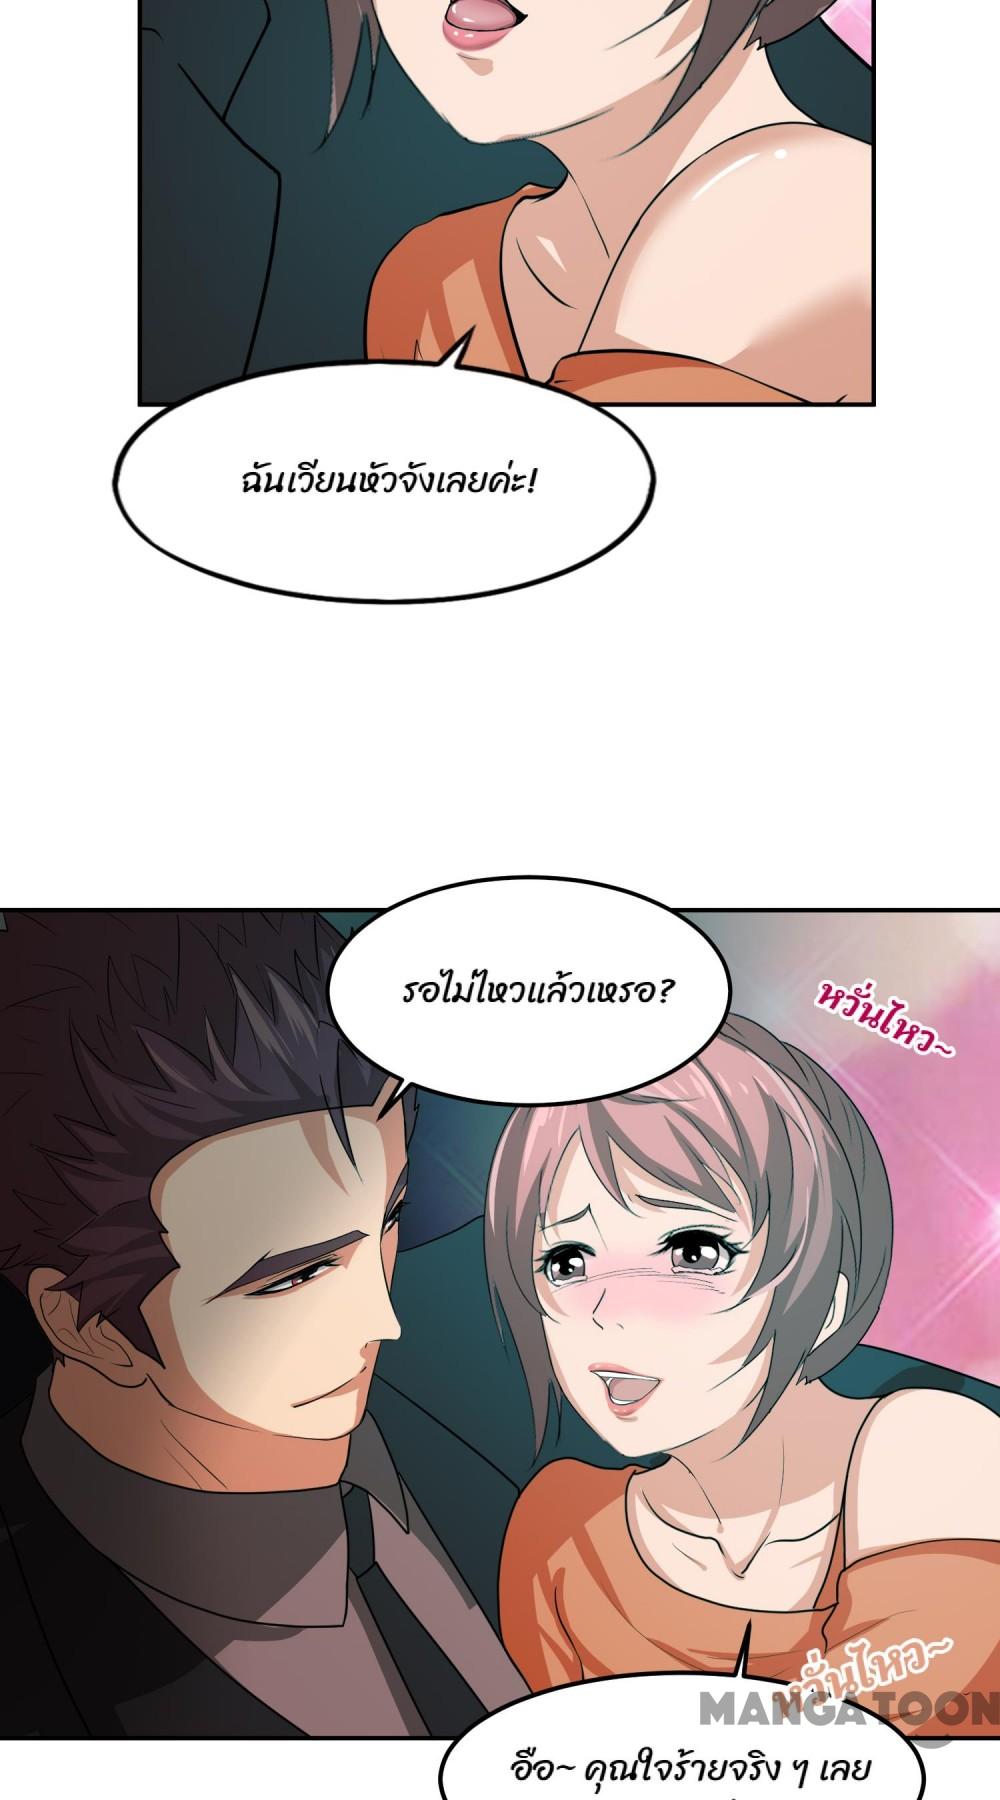 ฉันเวียนหัวจังเลยค่ะ!
รอไม่ไหวแล้วเหรอ?
หวั่นไหว~
หวั่นไหว~
MANGATOON
อือ~ คุณใจร้ายจริง ๆ เลย